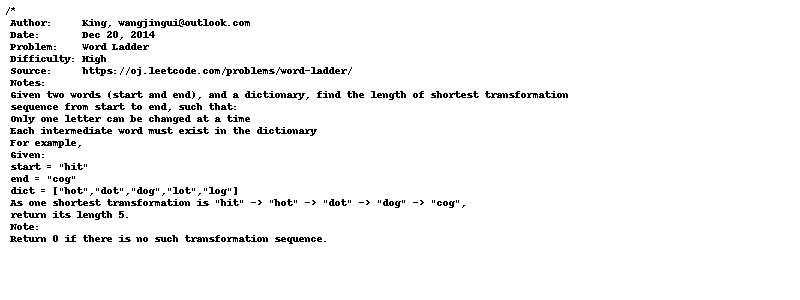 /*
Author: King, wangjingui@outlook.com
Date: Dec 20, 2014
Problem: Word Ladder
Difficulty: High
Source: https://oj.leetcode.com/problems/word-ladder/
Notes:
Given two words (start and end), and a dictionary, find the length of shortest transformation
sequence from start to end, such that:
Only one letter can be changed at a time
Each intermediate word must exist in the dictionary
For example,
Given:
start = "hit"
end = "cog"
dict = ["hot","dot","dog","lot","log"]
As one shortest transformation is "hit" -> "hot" -> "dot" -> "dog" -> "cog",
return its length 5.
Note:
Return 0 if there is no such transformation sequence.